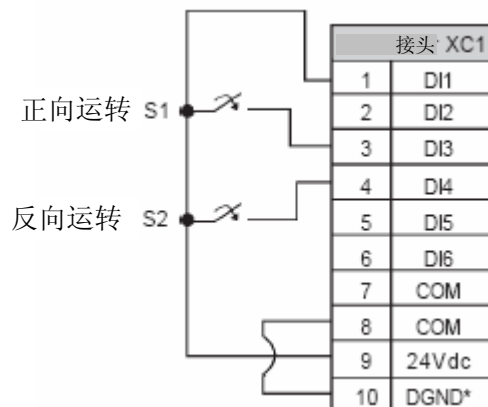 接头 XC1
1 DI1
2 DI2
正向运转 S1
3 DI3
4 DI4
反向运转 S2
5 DI5
6 DI6
7 COM
8 COM
9 24Vdc
10 DGND*